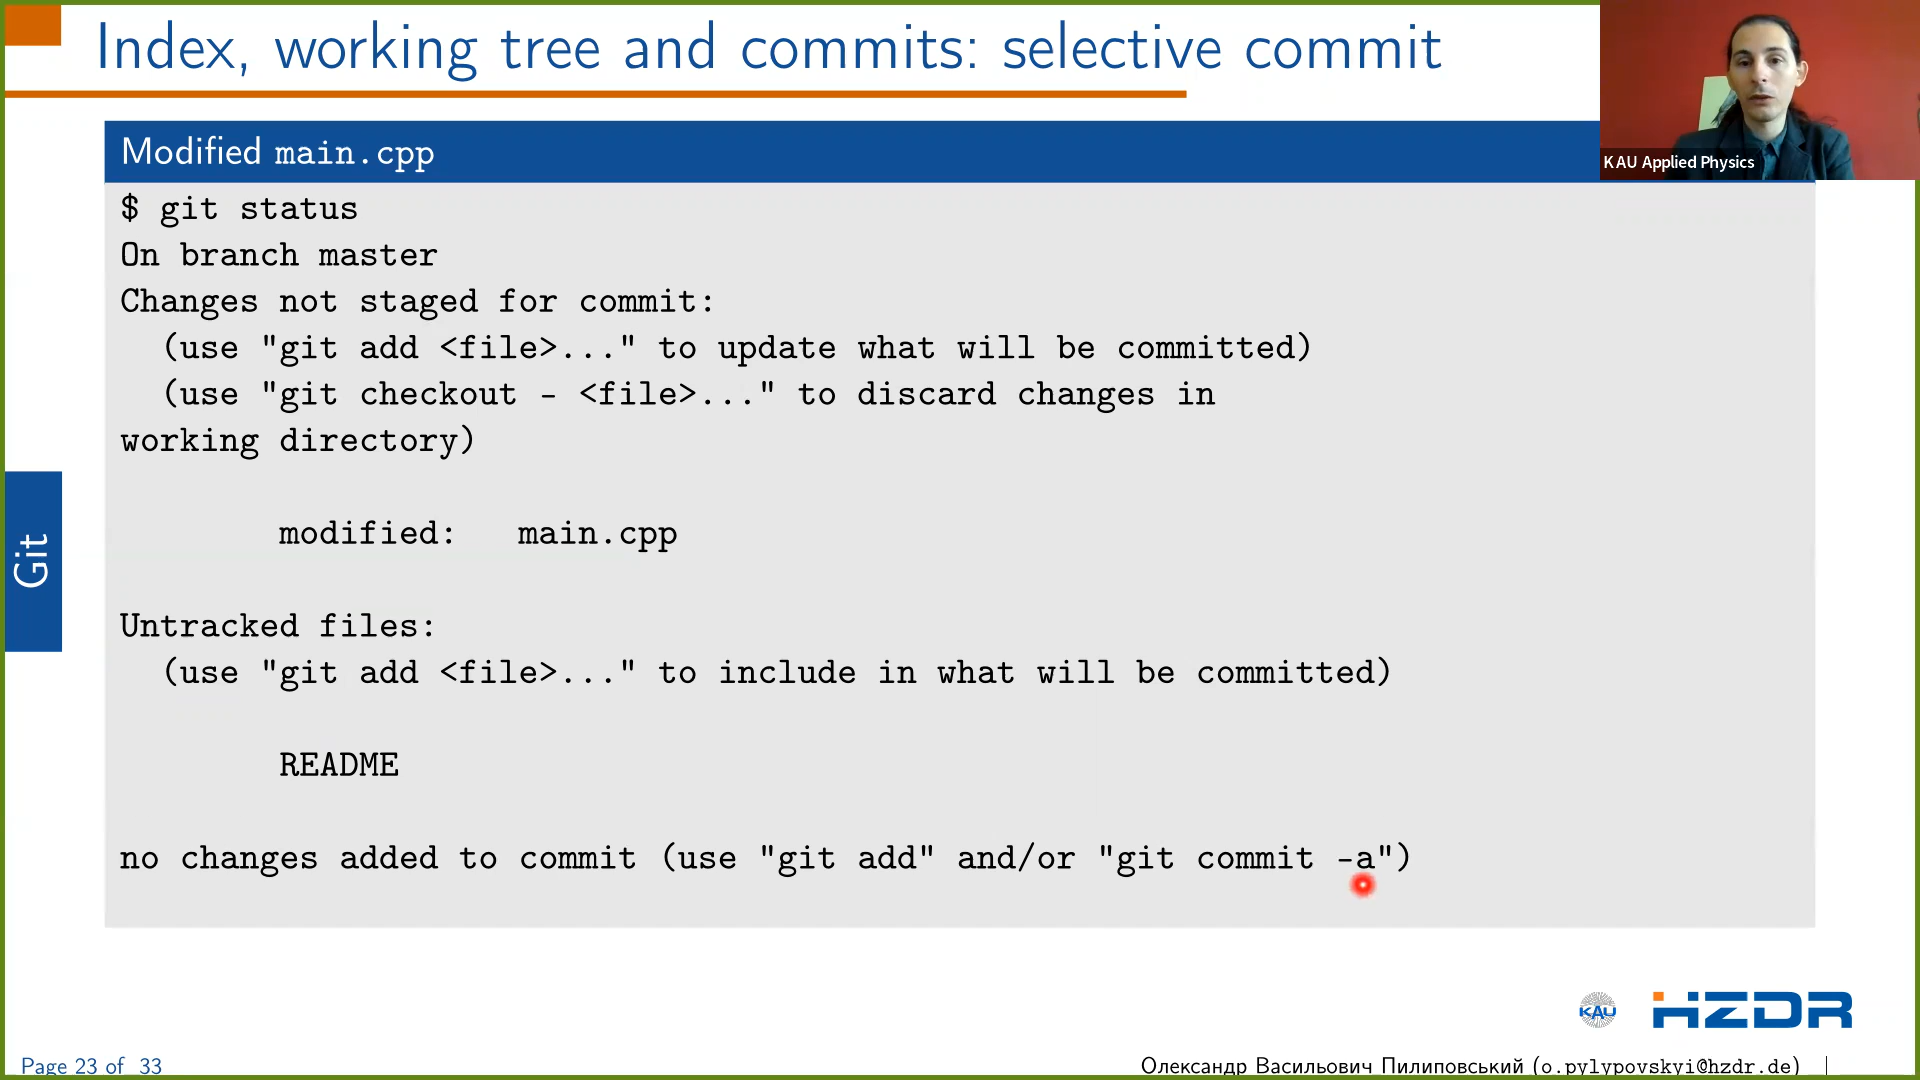 Index, working tree and commits: selective commit
KAU Applied Physics
Modified main.cpp
$ git status
On branch master
Changes not staged for commit:
(use "git add <file>..." to update what will be committed)
(use "git checkout - <file>..." to discard changes in
working directory)
modified: main.cpp
Untracked files:
(use "git add <file>..." to include in what will be committed)
README
no changes added to commit (use "git add" and/or "git commit -a")
Git
KAU
HZDR
Page 23 of 33
Олександр Васильович Пилиповський (o.pylypovskyi@hzdr.de)